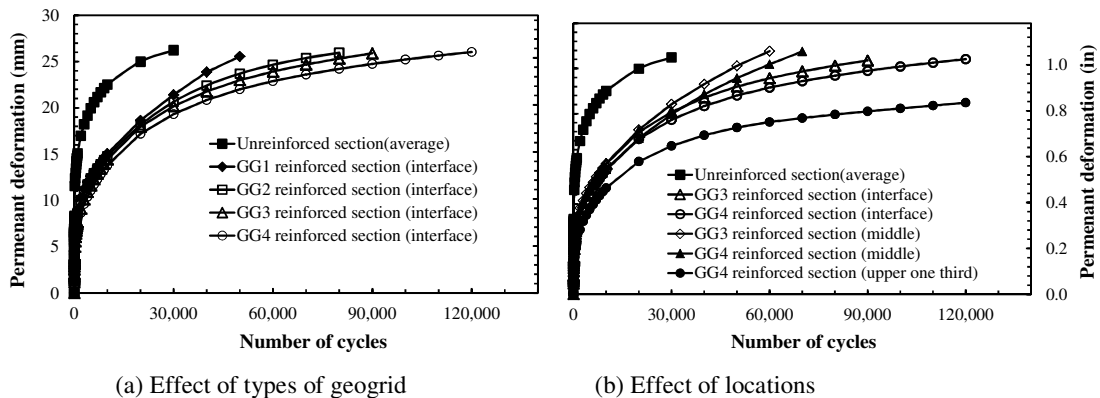 Permenant deformation (mm)
30
25
20
15
10
5
0
Unreinforced section(average)
GG1 reinforced section (interface)
GG2 reinforced section (interface)
GG3 reinforced section (interface)
GG4 reinforced section (interface)
0 30,000 60,000 90,000 120,000
Number of cycles
(a) Effect of types of geogrid
Unreinforced section(average)
GG3 reinforced section (interface)
GG4 reinforced section (interface)
GG3 reinforced section (middle)
GG4 reinforced section (middle)
GG4 reinforced section (upper one third)
1.0
0.8
0.6
0.4
0.2
0.0
Permenant deformation (in)
0 30,000 60,000 90,000 120,000
Number of cycles
(b) Effect of locations